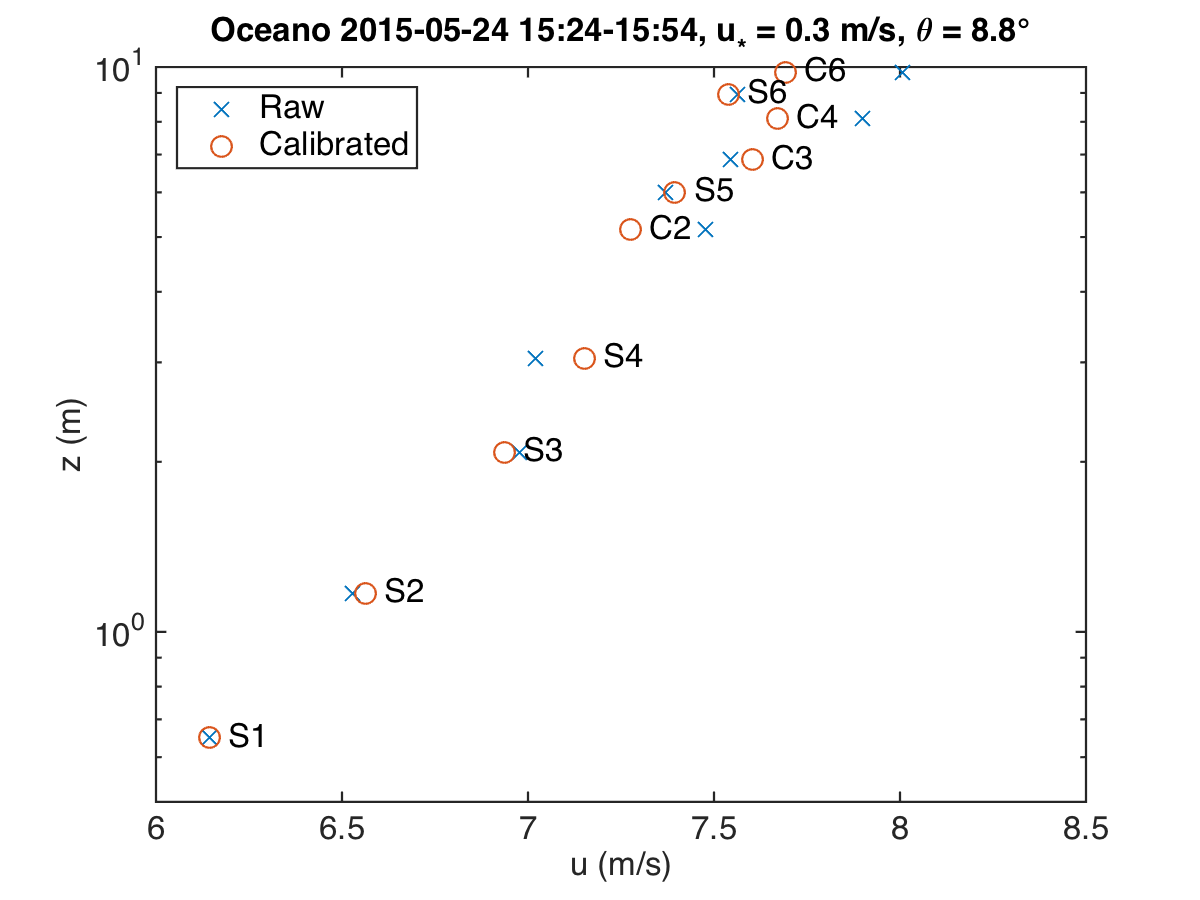 Oceano 2015-05-24 15:24-15:54, u* = 0.3 m/s, θ = 8.8°
10¹
Raw
Calibrated
C6
S6
C4
C3
S5
C2
S4
S3
z (m)
10⁰
S2
S1
6 6.5 7 7.5 8 8.5
u (m/s)